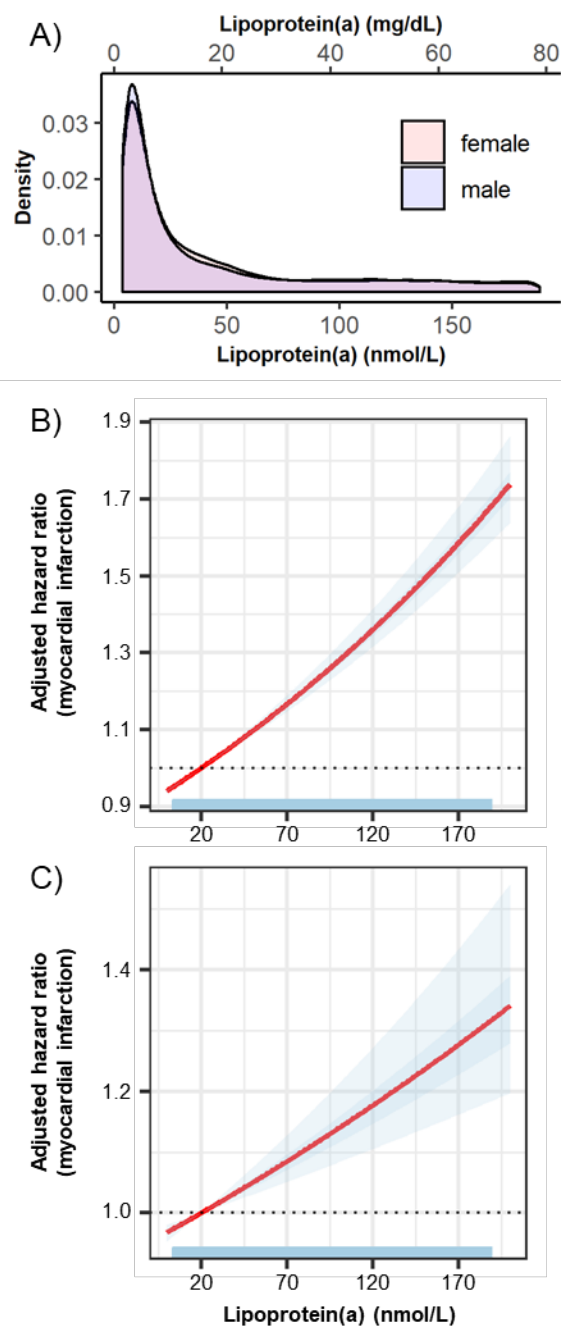 A)
Lipoprotein(a) (mg/dL)
0 20 40 60 80
Density
0.03
0.02
0.01
0.00
female
male
0 50 100 150
Lipoprotein(a) (nmol/L)
B)
Adjusted hazard ratio
(myocardial infarction)
1.9
1.7
1.5
1.3
1.1
0.9
20 70 120 170
C)
Adjusted hazard ratio
(myocardial infarction)
1.4
1.2
1.0
20 70 120 170
Lipoprotein(a) (nmol/L)